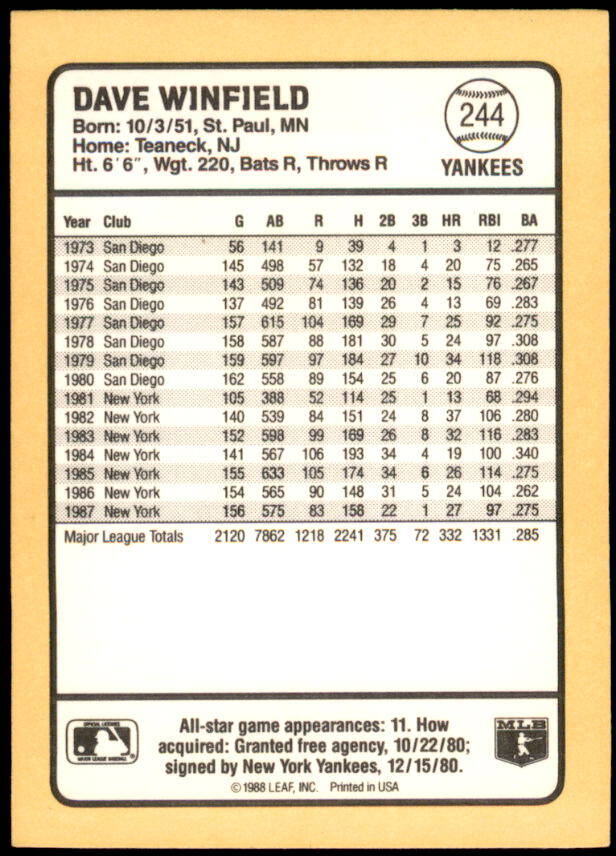 DAVE WINFIELD
Born: 10/3/51, St. Paul, MN
Home: Teaneck, NJ
Ht. 6'6", Wgt. 220, Bats R, Throws R
244
YANKEES
Year Club G AB R H 2B 3B HR RBI BA
1973 San Diego 56 141 9 39 4 1 3 12 .277
1974 San Diego 145 498 57 132 18 4 20 75 .265
1975 San Diego 143 509 74 136 20 2 15 76 .267
1976 San Diego 137 492 81 139 26 4 13 69 .283
1977 San Diego 157 615 104 169 29 7 25 92 .275
1978 San Diego 158 587 88 181 30 5 24 97 .308
1979 San Diego 159 597 97 184 27 10 34 118 .308
1980 San Diego 162 558 89 154 25 6 20 87 .276
1981 New York 105 388 52 114 25 1 13 68 .294
1982 New York 140 539 84 151 24 8 37 106 .280
1983 New York 152 598 99 169 26 8 32 116 .283
1984 New York 141 567 106 193 34 4 19 100 .340
1985 New York 155 633 105 174 34 6 26 114 .275
1986 New York 154 565 90 148 31 5 24 104 .262
1987 New York 156 575 83 158 22 1 27 97 .275
Major League Totals 2120 7862 1218 2241 375 72 332 1331 .285
OFFICIAL LICENSEE
MAJOR LEAGUE BASEBALL
All-star game appearances: 11. How
acquired: Granted free agency, 10/22/80;
signed by New York Yankees, 12/15/80.
© 1988 LEAF, INC. Printed in USA
MLB